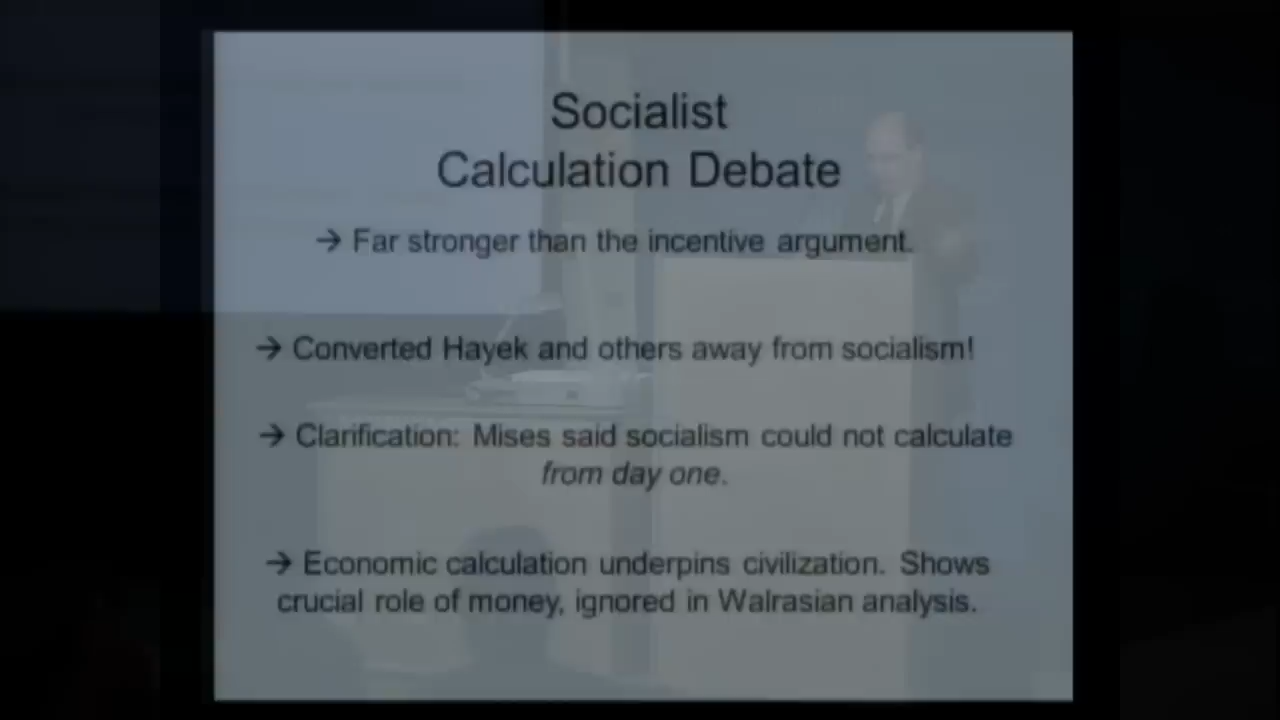 Socialist
Calculation Debate
→ Far stronger than the incentive argument.
→ Converted Hayek and others away from socialism!
→ Clarification: Mises said socialism could not calculate
from day one.
→ Economic calculation underpins civilization. Shows
crucial role of money, ignored in Walrasian analysis.